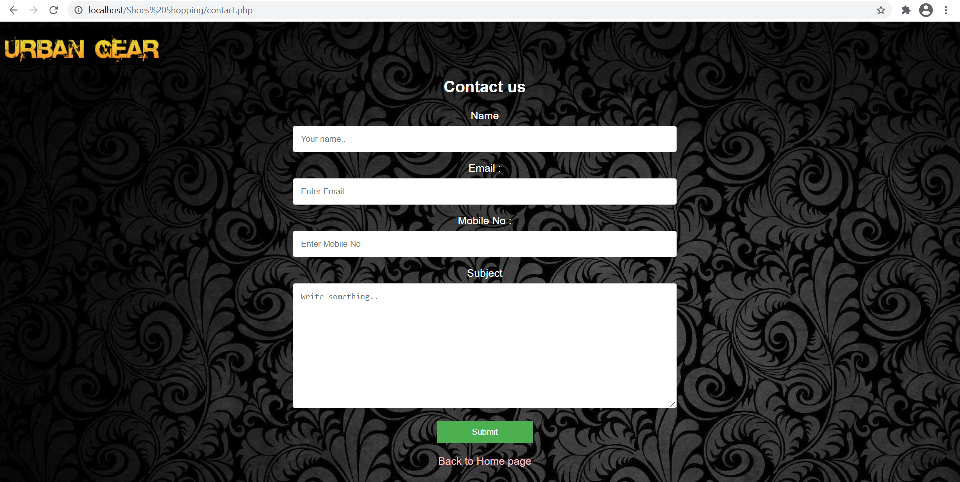 localhost/Shoes%20Shopping/contact.php
URBAN GEAR
Contact us
Name
Your name..
Email :
Enter Email
Mobile No :
Enter Mobile No
Subject
Write something..
Submit
Back to Home page